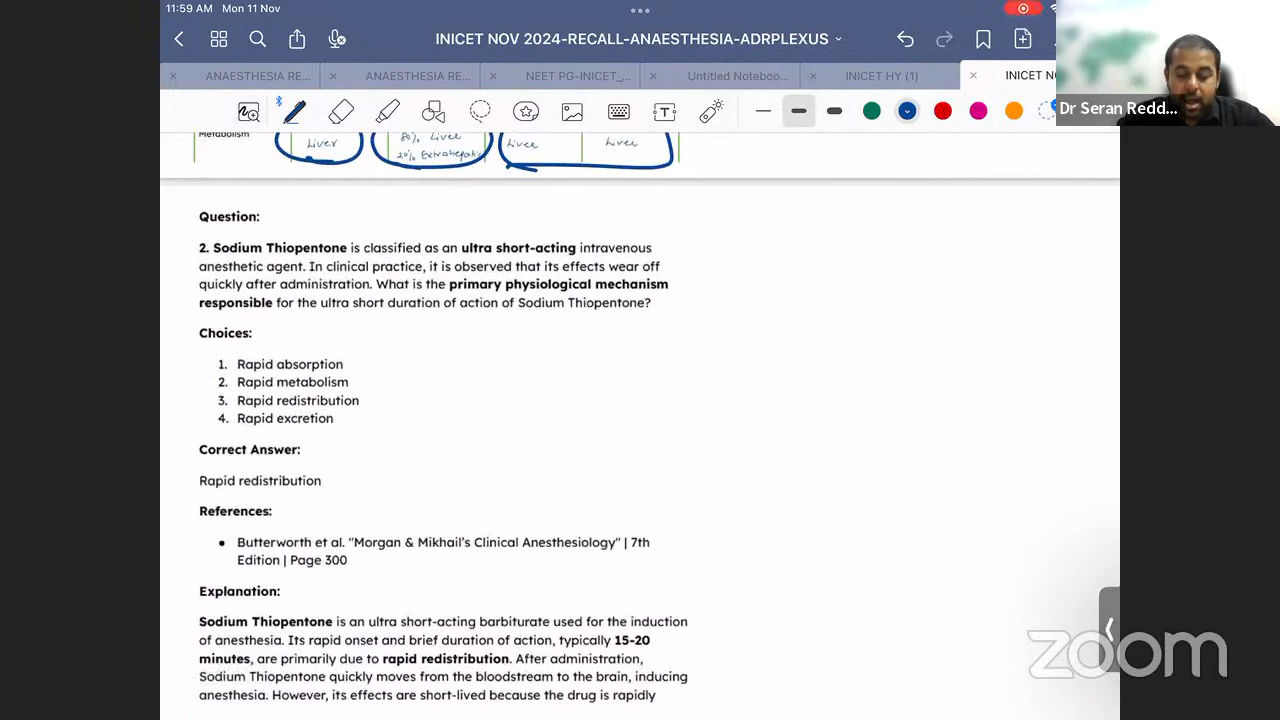 11:59 AM Mon 11 Nov
INICET NOV 2024-RECALL-ANAESTHESIA-ADRPLEXUS
ANAESTHESIA RE...
ANAESTHESIA RE...
NEET PG-INICET_...
Untitled Noteboo...
INICET HY (1)
INICET NO
Dr Seran Redd...
Metabolism
Liver
80% Liver
20% Extrahepatic
Liver
Liver
Question:
2. Sodium Thiopentone is classified as an ultra short-acting intravenous
anesthetic agent. In clinical practice, it is observed that its effects wear off
quickly after administration. What is the primary physiological mechanism
responsible for the ultra short duration of action of Sodium Thiopentone?
Choices:
1. Rapid absorption
2. Rapid metabolism
3. Rapid redistribution
4. Rapid excretion
Correct Answer:
Rapid redistribution
References:
● Butterworth et al. "Morgan & Mikhail's Clinical Anesthesiology" | 7th
Edition | Page 300
Explanation:
Sodium Thiopentone is an ultra short-acting barbiturate used for the induction
of anesthesia. Its rapid onset and brief duration of action, typically 15-20
minutes, are primarily due to rapid redistribution. After administration,
Sodium Thiopentone quickly moves from the bloodstream to the brain, inducing
anesthesia. However, its effects are short-lived because the drug is rapidly
zoom